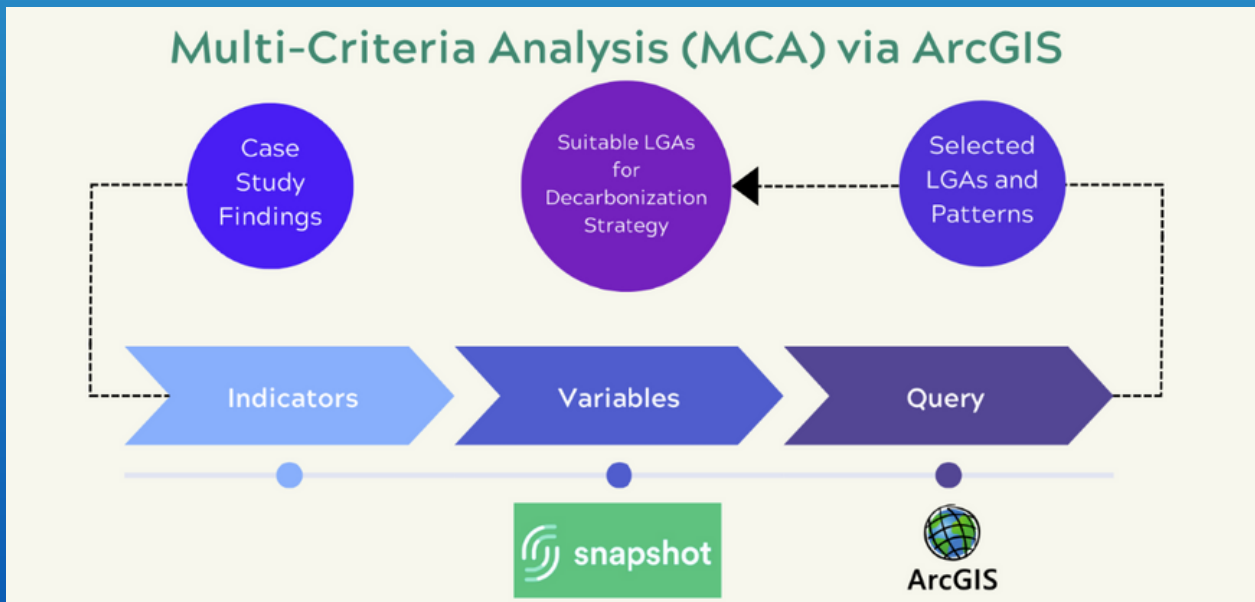 Multi-Criteria Analysis (MCA) via ArcGIS
Case
Study
Findings
Suitable LGAs
for
Decarbonization
Strategy
Selected
LGAs and
Patterns
Indicators
Variables
Query
snapshot
ArcGIS